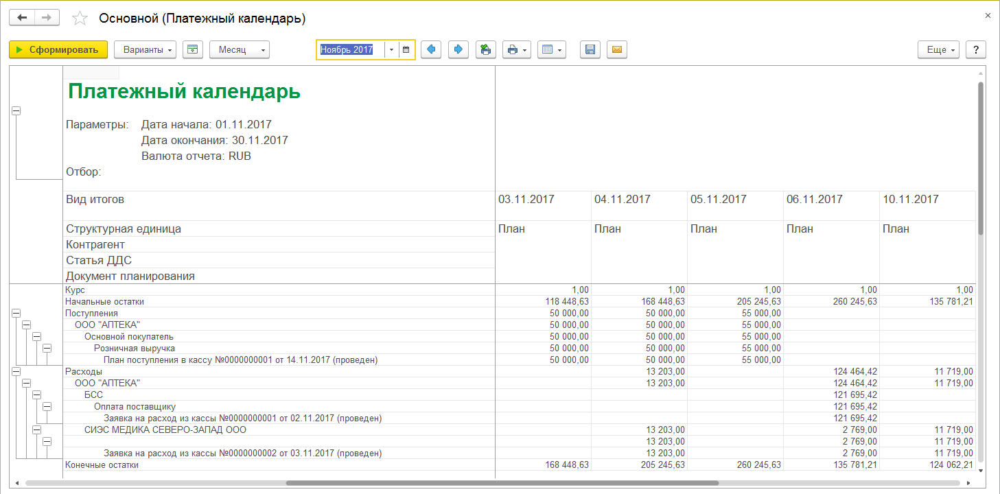 Основной (Платежный календарь)
×
Сформировать Варианты Месяц Ноябрь 2017 Еще ?
Платежный календарь
Параметры: Дата начала: 01.11.2017
Дата окончания: 30.11.2017
Валюта отчета: RUB
Отбор:
Вид итогов 03.11.2017 04.11.2017 05.11.2017 06.11.2017 10.11.2017
Структурная единица План План План План План
Контрагент
Статья ДДС
Документ планирования
Курс 1,00 1,00 1,00 1,00 1,00
Начальные остатки 118 448,63 168 448,63 205 245,63 260 245,63 135 781,21
Поступления 50 000,00 50 000,00 55 000,00
ООО "АПТЕКА" 50 000,00 50 000,00 55 000,00
Основной покупатель 50 000,00 50 000,00 55 000,00
Розничная выручка 50 000,00 50 000,00 55 000,00
План поступления в кассу №0000000001 от 14.11.2017 (проведен) 50 000,00 50 000,00 55 000,00
Расходы 13 203,00 124 464,42 11 719,00
ООО "АПТЕКА" 13 203,00 124 464,42 11 719,00
БСС 121 695,42
Оплата поставщику 121 695,42
Заявка на расход из кассы №0000000001 от 02.11.2017 (проведен) 121 695,42
СИЭС МЕДИКА СЕВЕРО-ЗАПАД ООО 13 203,00 2 769,00 11 719,00
13 203,00 2 769,00 11 719,00
Заявка на расход из кассы №0000000002 от 03.11.2017 (проведен) 13 203,00 2 769,00 11 719,00
Конечные остатки 168 448,63 205 245,63 260 245,63 135 781,21 124 062,21